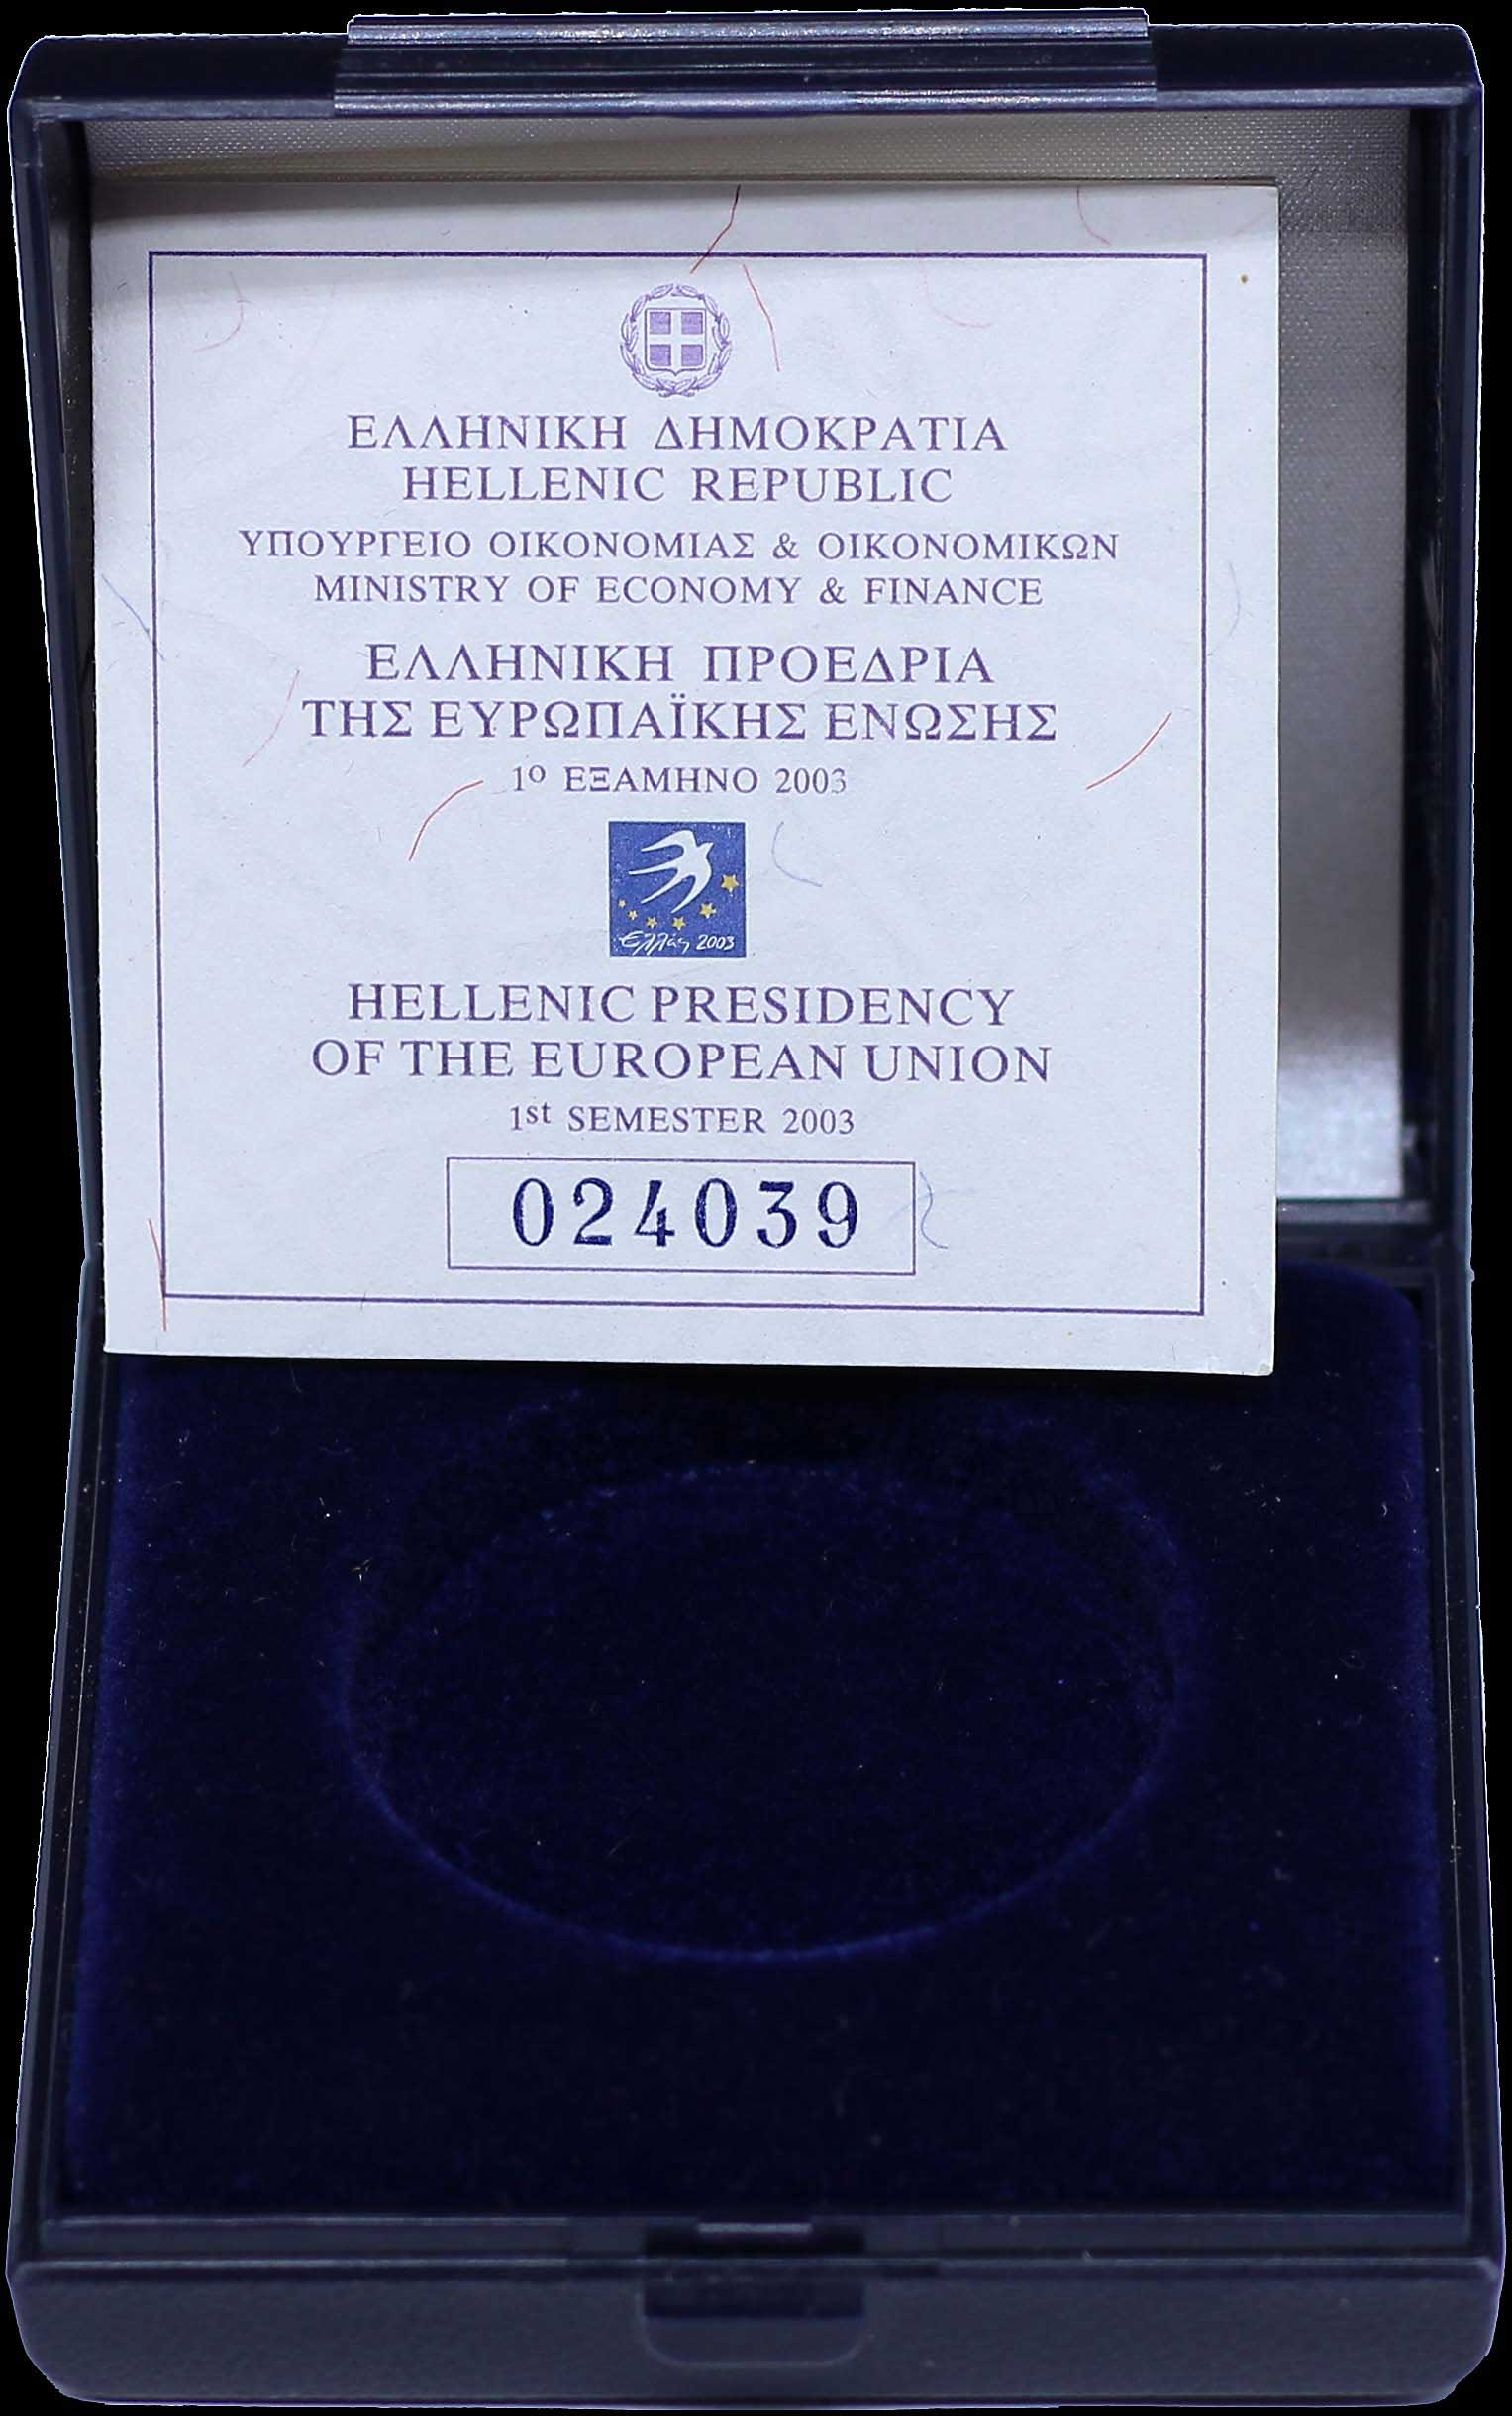 ΕΛΛΗΝΙΚΗ ΔΗΜΟΚΡΑΤΙΑ
HELLENIC REPUBLIC
ΥΠΟΥΡΓΕΙΟ ΟΙΚΟΝΟΜΙΑΣ & ΟΙΚΟΝΟΜΙΚΩΝ
MINISTRY OF ECONOMY & FINANCE
ΕΛΛΗΝΙΚΗ ΠΡΟΕΔΡΙΑ
ΤΗΣ ΕΥΡΩΠΑΪΚΗΣ ΕΝΩΣΗΣ
1ο ΕΞΑΜΗΝΟ 2003
Ελλάς 2003
HELLENIC PRESIDENCY
OF THE EUROPEAN UNION
1st SEMESTER 2003
024039